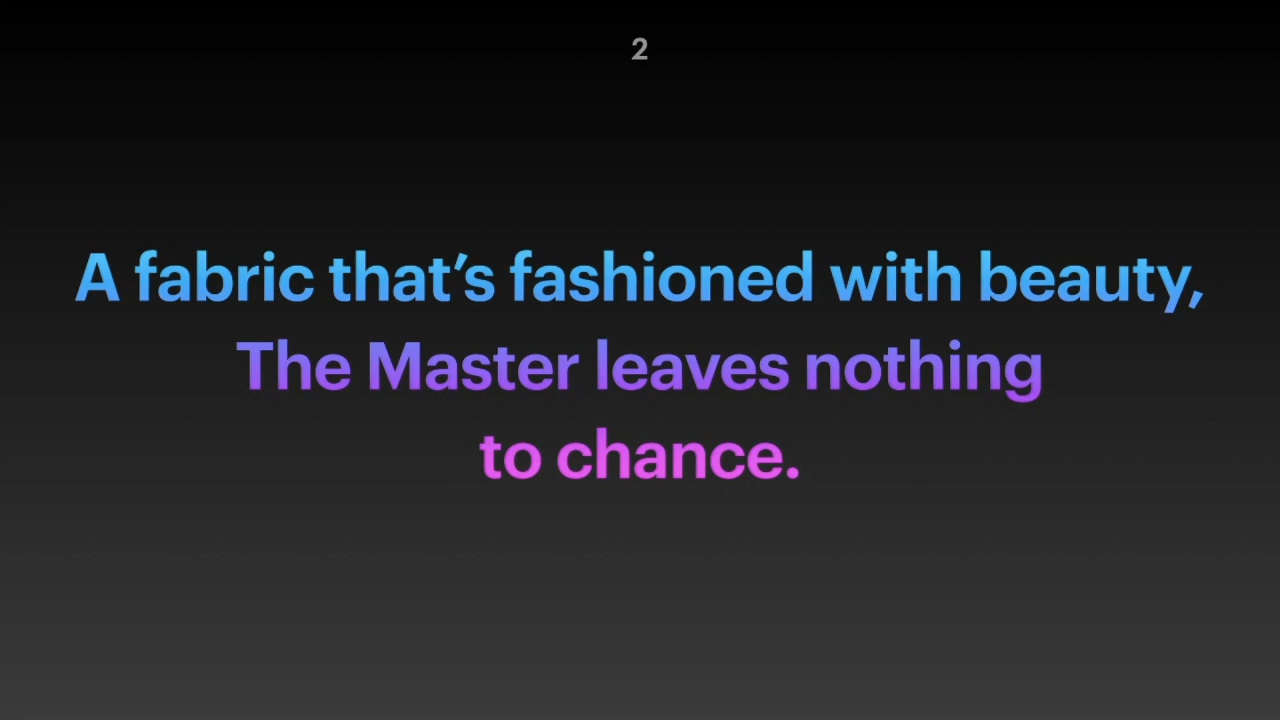 2
A fabric that’s fashioned with beauty,
The Master leaves nothing
to chance.